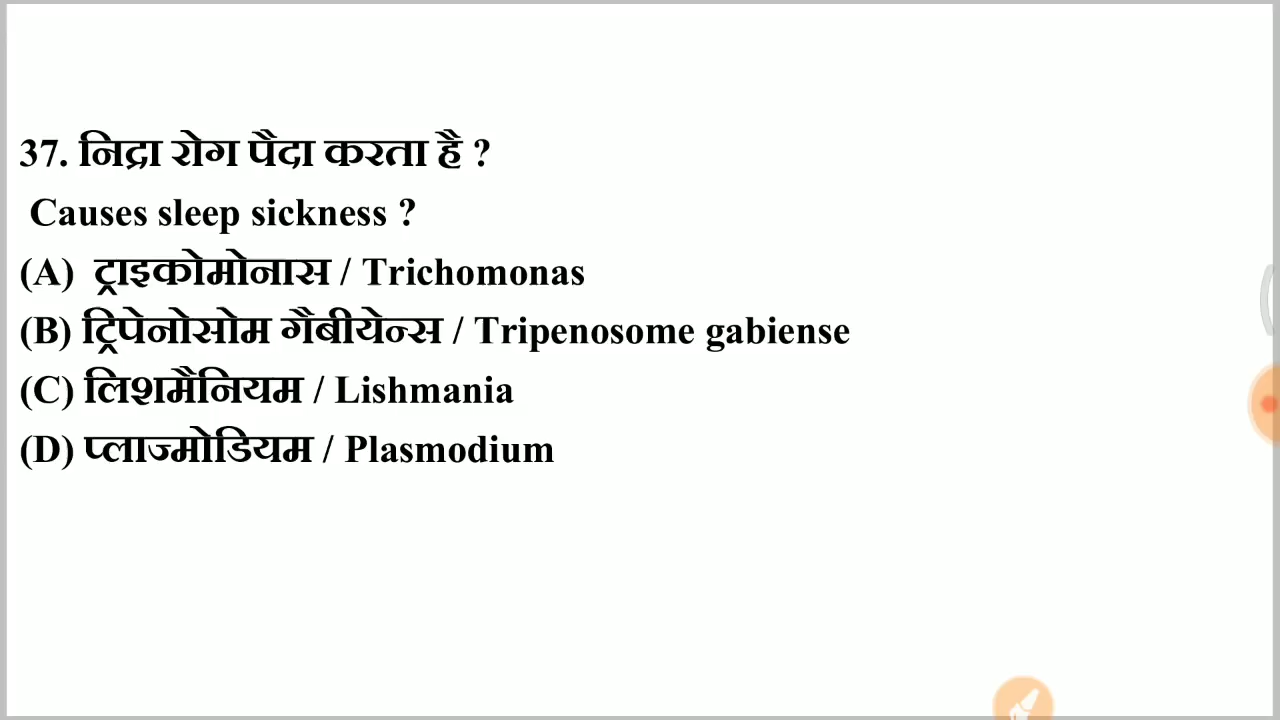 37. निद्रा रोग पैदा करता है ?
Causes sleep sickness ?
(A) ट्राइकोमोनास / Trichomonas
(B) ट्रिपेनोसोम गैबीयेन्स / Tripenosome gabiense
(C) लिशमैनियम / Lishmania
(D) प्लाज्मोडियम / Plasmodium